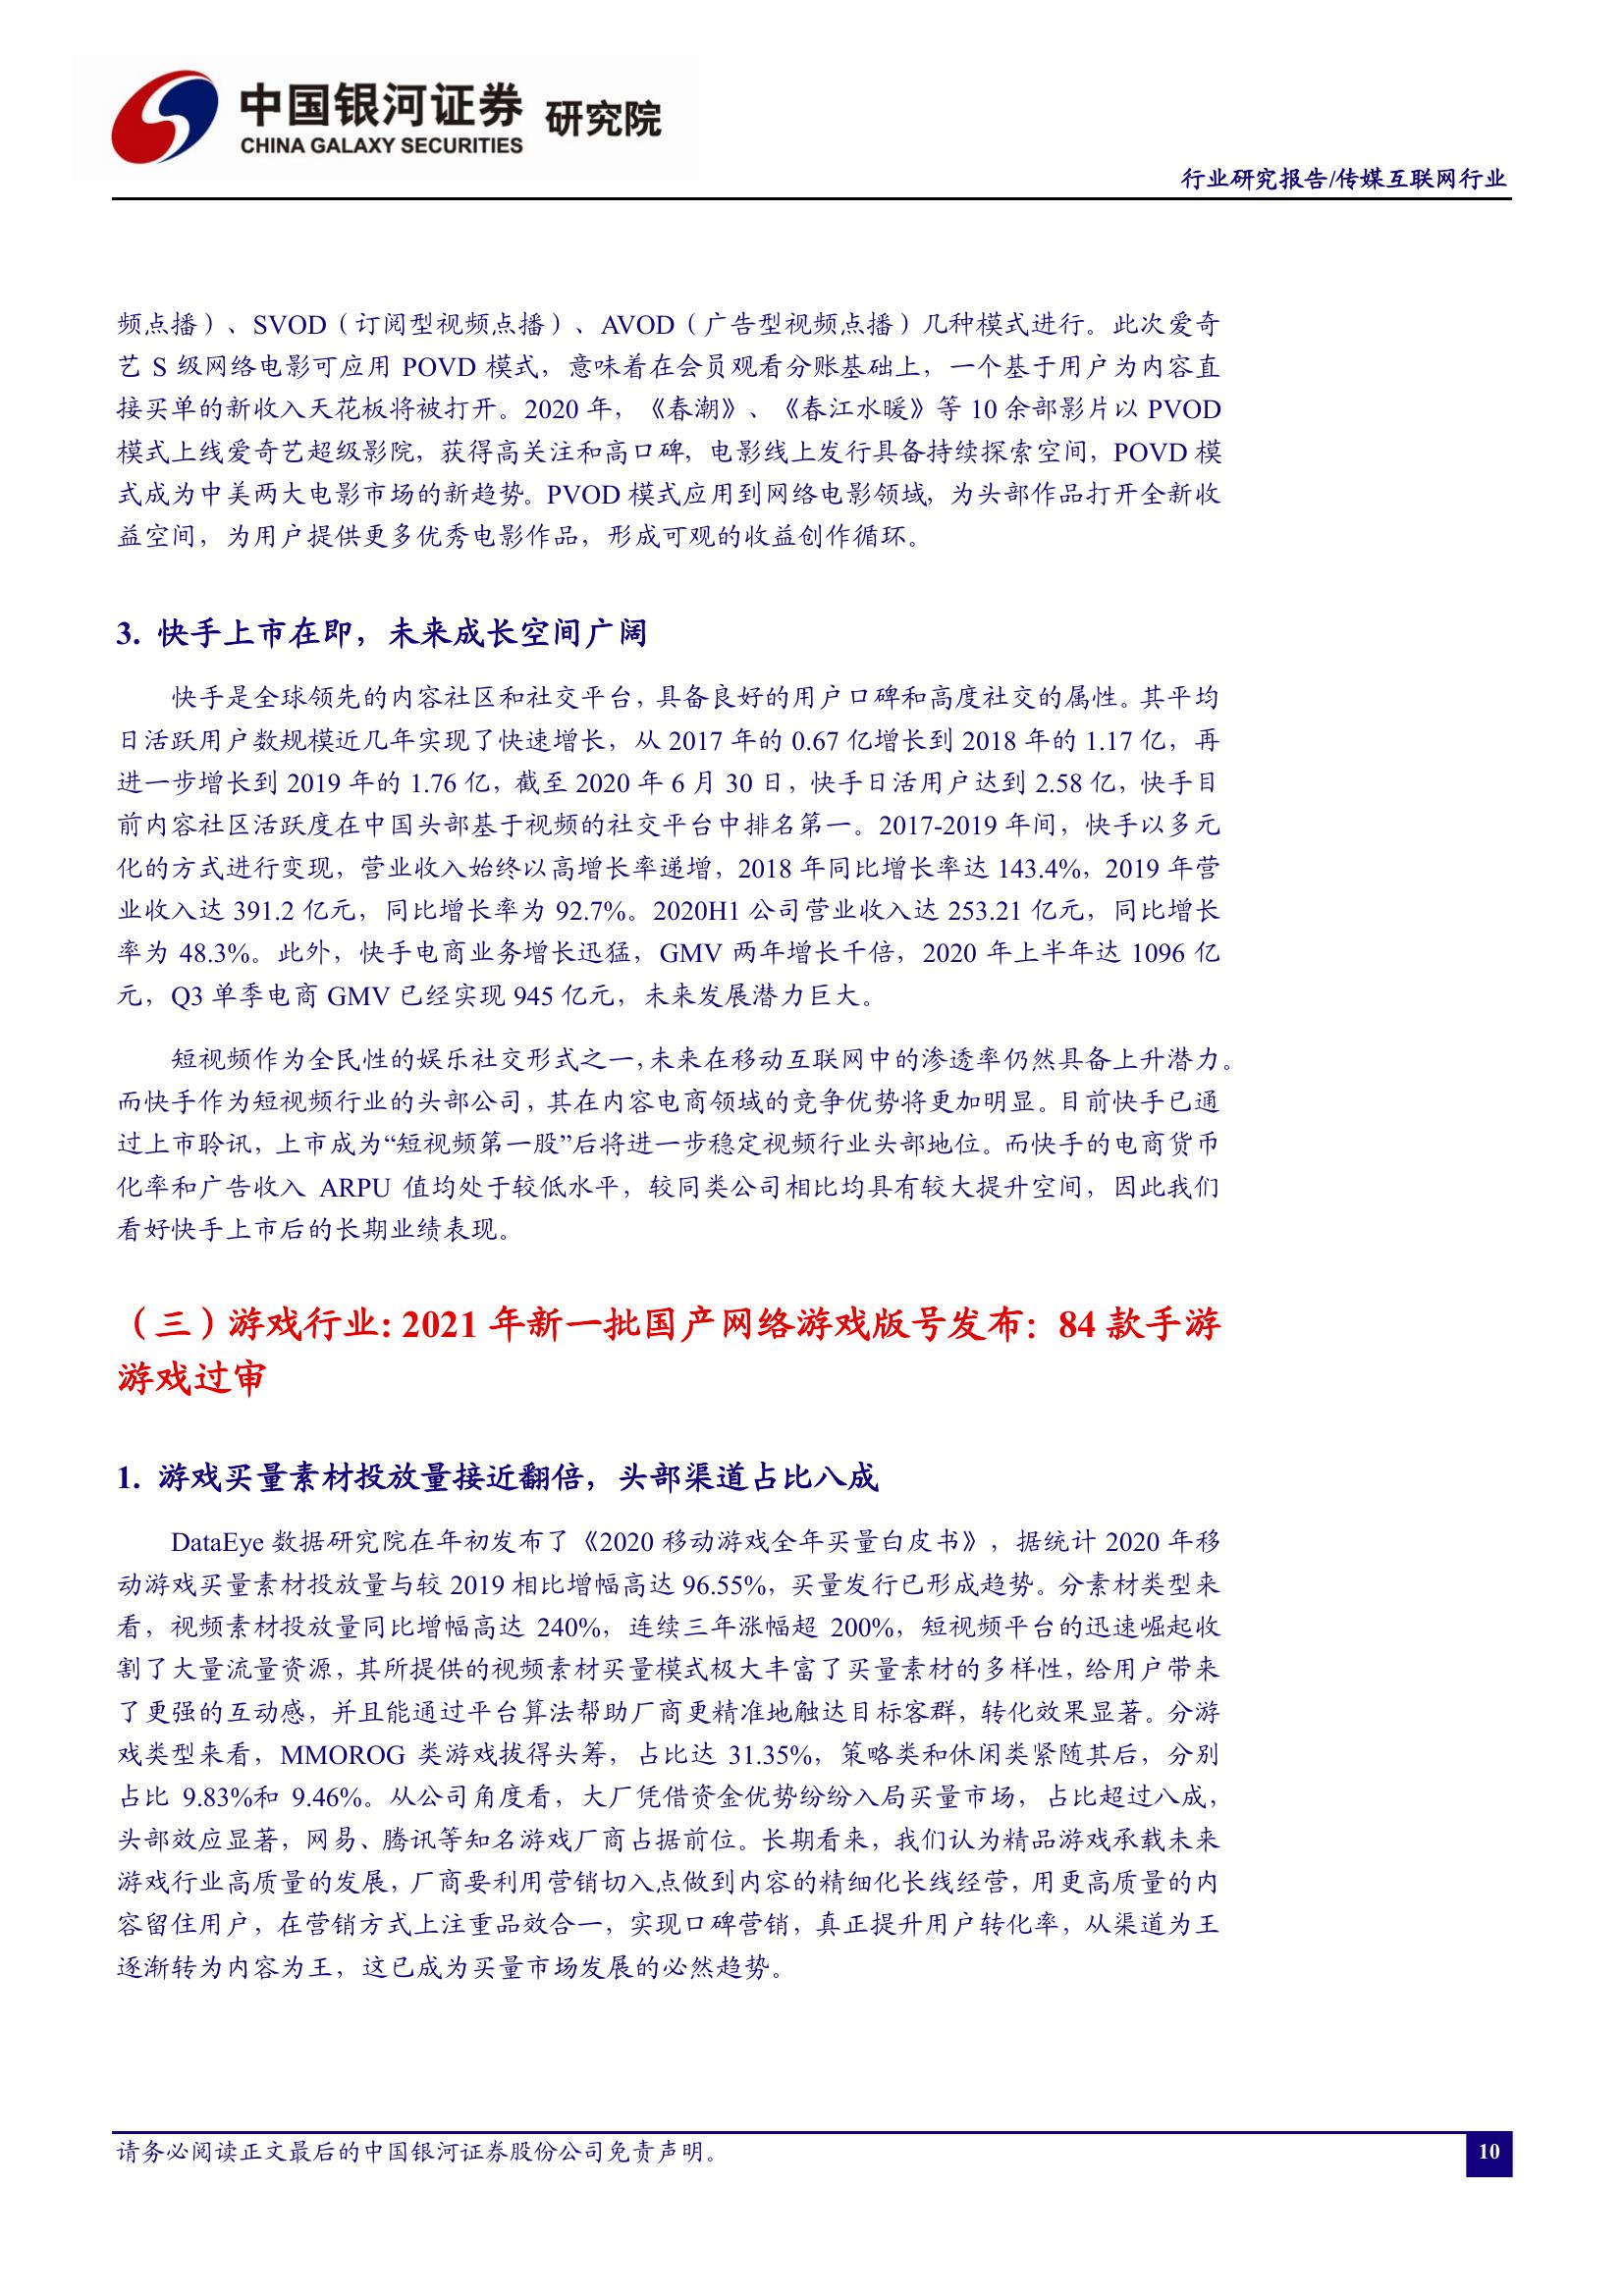 中国银河证券 研究院
CHINA GALAXY SECURITIES
行业研究报告/传媒互联网行业
频点播）、SVOD（订阅型视频点播）、AVOD（广告型视频点播）几种模式进行。此次爱奇
艺 S 级网络电影可应用 POVD 模式，意味着在会员观看分账基础上，一个基于用户为内容直
接买单的新收入天花板将被打开。2020 年，《春潮》、《春江水暖》等 10 余部影片以 PVOD
模式上线爱奇艺超级影院，获得高关注和高口碑，电影线上发行具备持续探索空间，POVD 模
式成为中美两大电影市场的新趋势。PVOD 模式应用到网络电影领域，为头部作品打开全新收
益空间，为用户提供更多优秀电影作品，形成可观的收益创作循环。
3. 快手上市在即，未来成长空间广阔
快手是全球领先的内容社区和社交平台，具备良好的用户口碑和高度社交的属性。其平均
日活跃用户数规模近几年实现了快速增长，从 2017 年的 0.67 亿增长到 2018 年的 1.17 亿，再
进一步增长到 2019 年的 1.76 亿，截至 2020 年 6 月 30 日，快手日活用户达到 2.58 亿，快手目
前内容社区活跃度在中国头部基于视频的社交平台中排名第一。2017-2019 年间，快手以多元
化的方式进行变现，营业收入始终以高增长率递增，2018 年同比增长率达 143.4%，2019 年营
业收入达 391.2 亿元，同比增长率为 92.7%。2020H1 公司营业收入达 253.21 亿元，同比增长
率为 48.3%。此外，快手电商业务增长迅猛，GMV 两年增长千倍，2020 年上半年达 1096 亿
元，Q3 单季电商 GMV 已经实现 945 亿元，未来发展潜力巨大。
短视频作为全民性的娱乐社交形式之一，未来在移动互联网中的渗透率仍然具备上升潜力。
而快手作为短视频行业的头部公司，其在内容电商领域的竞争优势将更加明显。目前快手已通
过上市聆讯，上市成为“短视频第一股”后将进一步稳定视频行业头部地位。而快手的电商货币
化率和广告收入 ARPU 值均处于较低水平，较同类公司相比均具有较大提升空间，因此我们
看好快手上市后的长期业绩表现。
（三）游戏行业: 2021 年新一批国产网络游戏版号发布：84 款手游
游戏过审
1. 游戏买量素材投放量接近翻倍，头部渠道占比八成
DataEye 数据研究院在年初发布了《2020 移动游戏全年买量白皮书》，据统计 2020 年移
动游戏买量素材投放量与较 2019 相比增幅高达 96.55%，买量发行已形成趋势。分素材类型来
看，视频素材投放量同比增幅高达 240%，连续三年涨幅超 200%，短视频平台的迅速崛起收
割了大量流量资源，其所提供的视频素材买量模式极大丰富了买量素材的多样性，给用户带来
了更强的互动感，并且能通过平台算法帮助厂商更精准地触达目标客群，转化效果显著。分游
戏类型来看，MMOROG 类游戏拔得头筹，占比达 31.35%，策略类和休闲类紧随其后，分别
占比 9.83%和 9.46%。从公司角度看，大厂凭借资金优势纷纷入局买量市场，占比超过八成，
头部效应显著，网易、腾讯等知名游戏厂商占据前位。长期看来，我们认为精品游戏承载未来
游戏行业高质量的发展，厂商要利用营销切入点做到内容的精细化长线经营，用更高质量的内
容留住用户，在营销方式上注重品效合一，实现口碑营销，真正提升用户转化率，从渠道为王
逐渐转为内容为王，这已成为买量市场发展的必然趋势。
请务必阅读正文最后的中国银河证券股份公司免责声明。
10